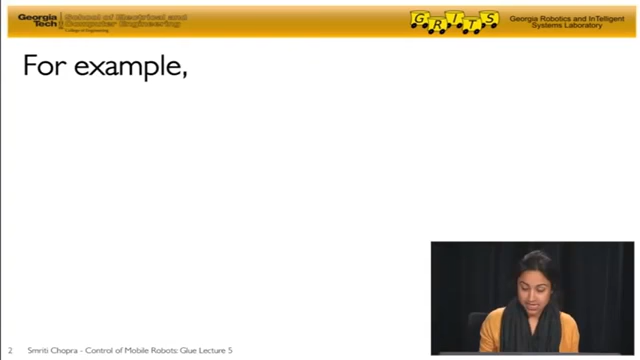 Georgia Tech
School of Electrical and Computer Engineering
College of Engineering
GRITS
Georgia Robotics and InTelligent
Systems Laboratory
For example,
2 Smriti Chopra - Control of Mobile Robots: Glue Lecture 5